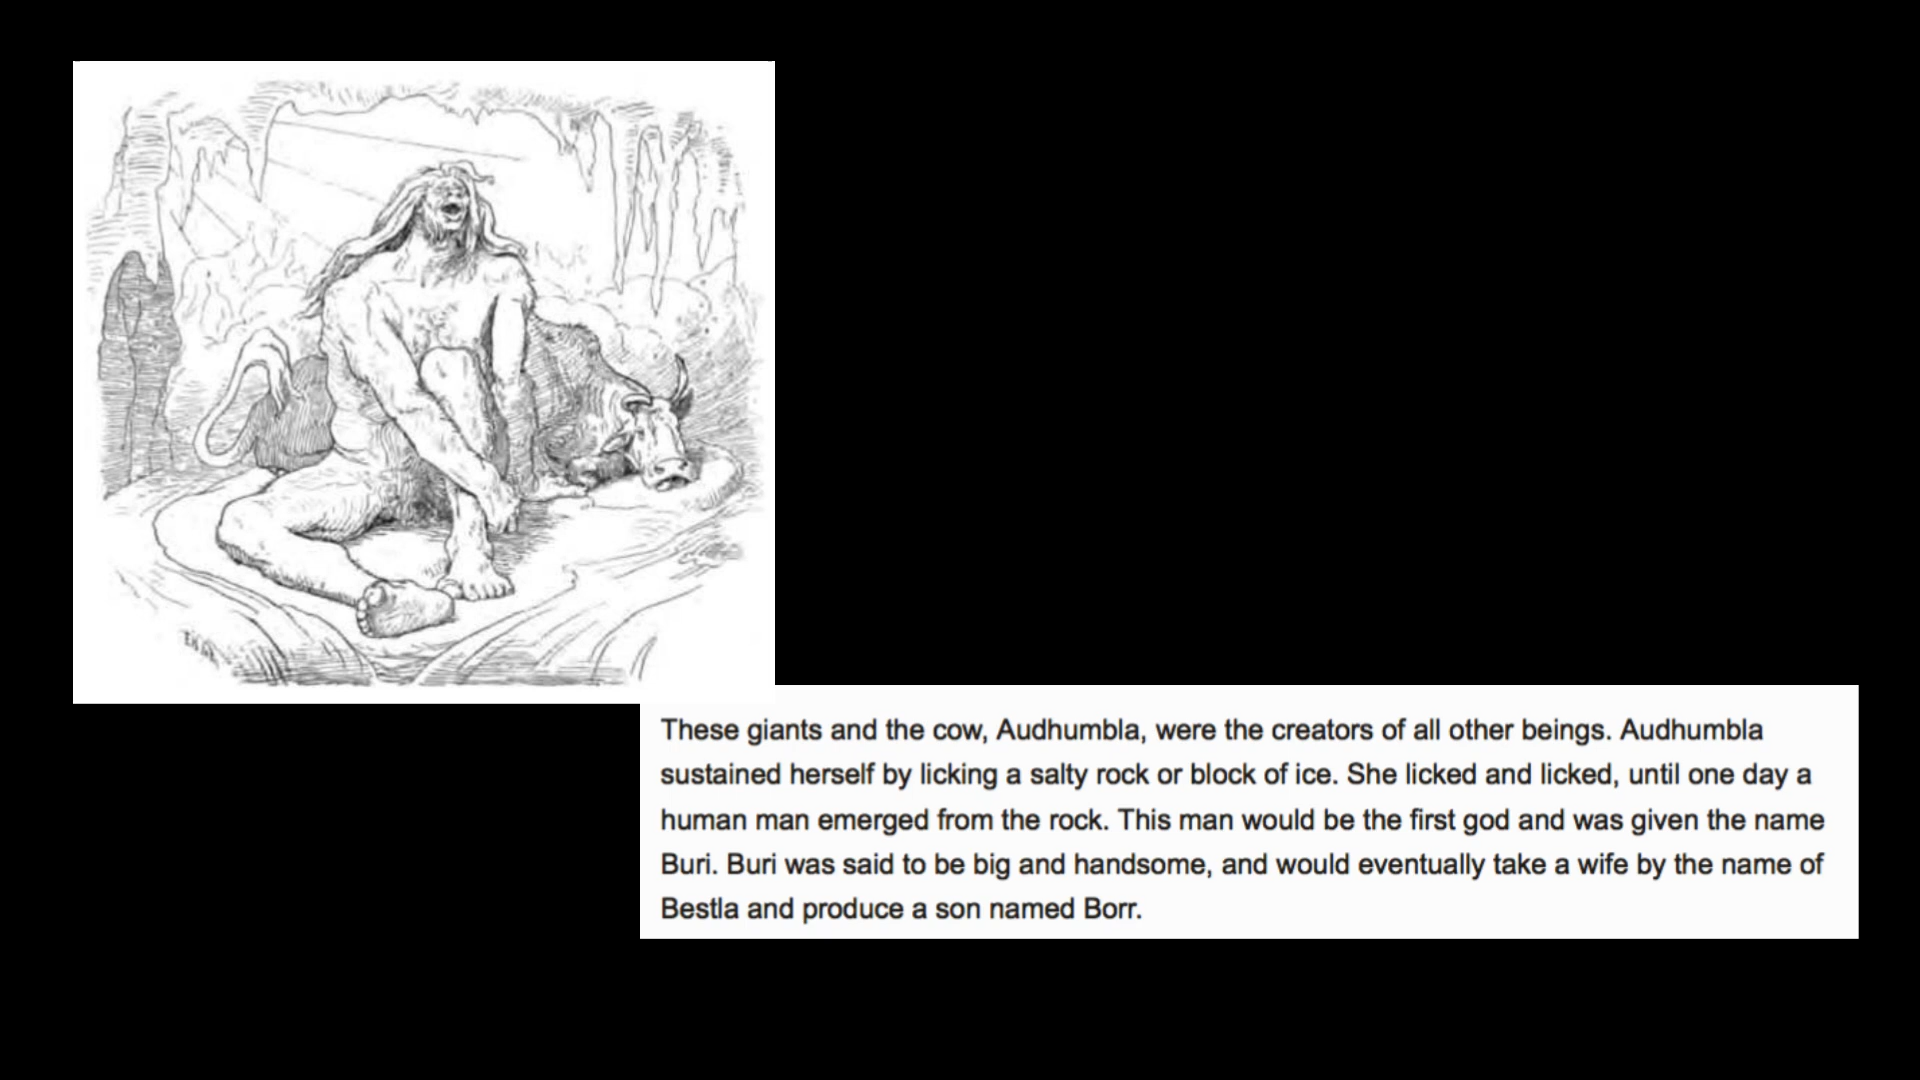 These giants and the cow, Audhumbla, were the creators of all other beings. Audhumbla
sustained herself by licking a salty rock or block of ice. She licked and licked, until one day a
human man emerged from the rock. This man would be the first god and was given the name
Buri. Buri was said to be big and handsome, and would eventually take a wife by the name of
Bestla and produce a son named Borr.